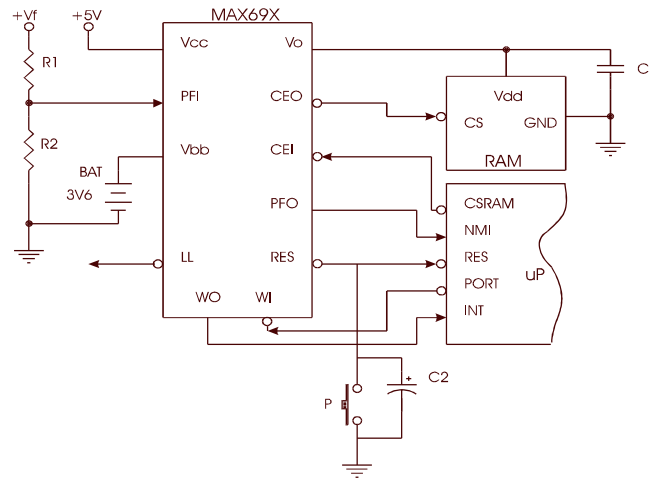 MAX69X
+Vf
+5V
R1
Vcc
Vo
C
PFI
CEO
Vdd
CS
GND
RAM
R2
Vbb
CEI
BAT
3V6
PFO
CSRAM
NMI
LL
RES
RES
uP
PORT
WO
WI
INT
P
+
C2